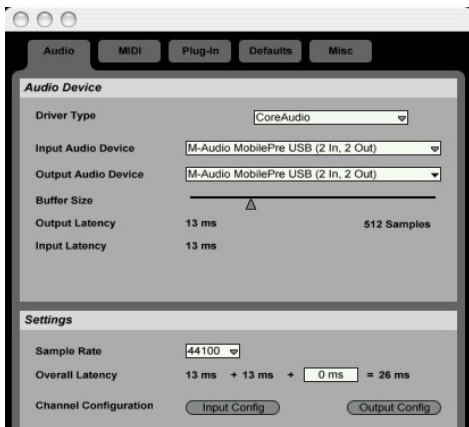 Audio MIDI Plug-In Defaults Misc
Audio Device
Driver Type CoreAudio
Input Audio Device M-Audio MobilePre USB (2 In, 2 Out)
Output Audio Device M-Audio MobilePre USB (2 In, 2 Out)
Buffer Size
Output Latency 13 ms 512 Samples
Input Latency 13 ms
Settings
Sample Rate 44100
Overall Latency 13 ms + 13 ms + 0 ms = 26 ms
Channel Configuration Input Config Output Config